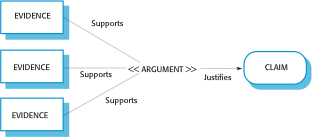 EVIDENCE
Supports
EVIDENCE
Supports
<< ARGUMENT >>
Justifies
CLAIM
Supports
EVIDENCE